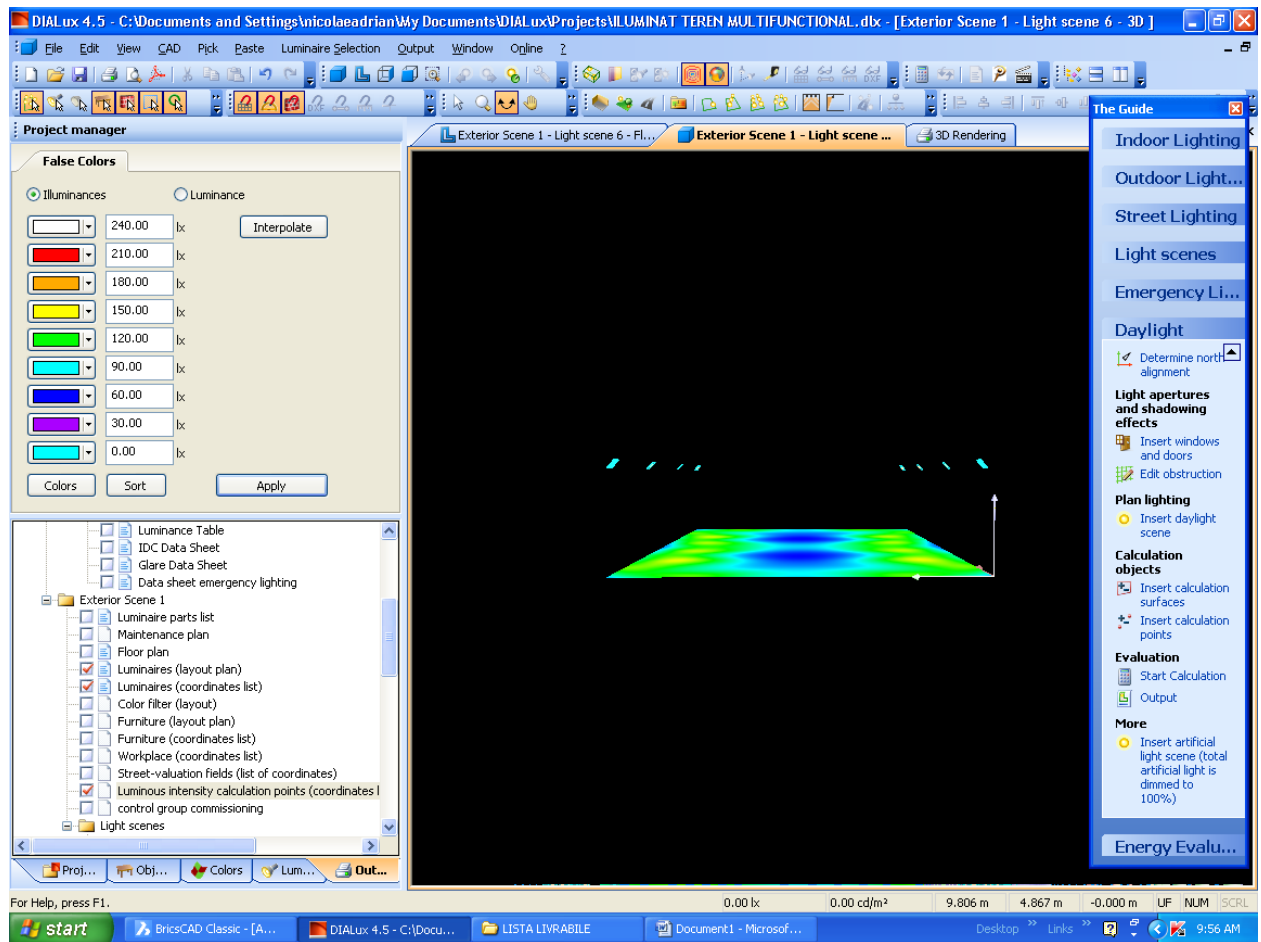 DIALux 4.5 - C:\Documents and Settings\nicolaeadrian\My Documents\DIALux\Projects\ILUMINAT TEREN MULTIFUNCTIONAL.dlx - [Exterior Scene 1 - Light scene 6 - 3D ]
File Edit View CAD Pick Paste Luminaire Selection Output Window Online ?
Project manager
Exterior Scene 1 - Light scene 6 - Fl...
Exterior Scene 1 - Light scene ...
3D Rendering
False Colors
Illuminances Luminance
240.00 lx Interpolate
210.00 lx
180.00 lx
150.00 lx
120.00 lx
90.00 lx
60.00 lx
30.00 lx
0.00 lx
Colors Sort Apply
Luminance Table
IDC Data Sheet
Glare Data Sheet
Data sheet emergency lighting
Exterior Scene 1
Luminaire parts list
Maintenance plan
Floor plan
Luminaires (layout plan)
Luminaires (coordinates list)
Color filter (layout)
Furniture (layout plan)
Furniture (coordinates list)
Workplace (coordinates list)
Street-valuation fields (list of coordinates)
Luminous intensity calculation points (coordinates l
control group commissioning
Light scenes
Proj... Obj... Colors Lum... Out...
The Guide
Indoor Lighting
Outdoor Light...
Street Lighting
Light scenes
Emergency Li...
Daylight
Determine north
alignment
Light apertures
and shadowing
effects
Insert windows
and doors
Edit obstruction
Plan lighting
Insert daylight
scene
Calculation
objects
Insert calculation
surfaces
Insert calculation
points
Evaluation
Start Calculation
Output
More
Insert artificial
light scene (total
artificial light is
dimmed to
100%)
Energy Evalu...
For Help, press F1. 0.00 lx 0.00 cd/m² 9.806 m 4.867 m -0.000 m UF NUM SCRL
start BricsCAD Classic - [A... DIALux 4.5 - C:\Docu... LISTA LIVRABILE Document1 - Microsof... Desktop » Links » 9:56 AM